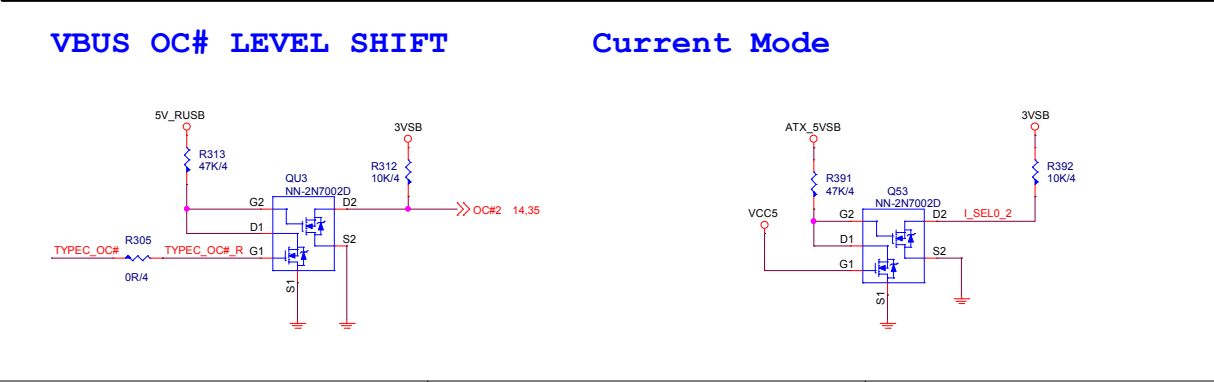 VBUS OC# LEVEL SHIFT
Current Mode
5V_RUSB
R313
47K/4
3VSB
R312
10K/4
QU3
NN-2N7002D
G2
D2
OC#2 14,35
D1
S2
TYPEC_OC#
R305
TYPEC_OC#_R
G1
0R/4
S1
ATX_5VSB
R391
47K/4
3VSB
R392
10K/4
Q53
NN-2N7002D
VCC5
G2
D2
I_SEL0_2
D1
S2
G1
S1